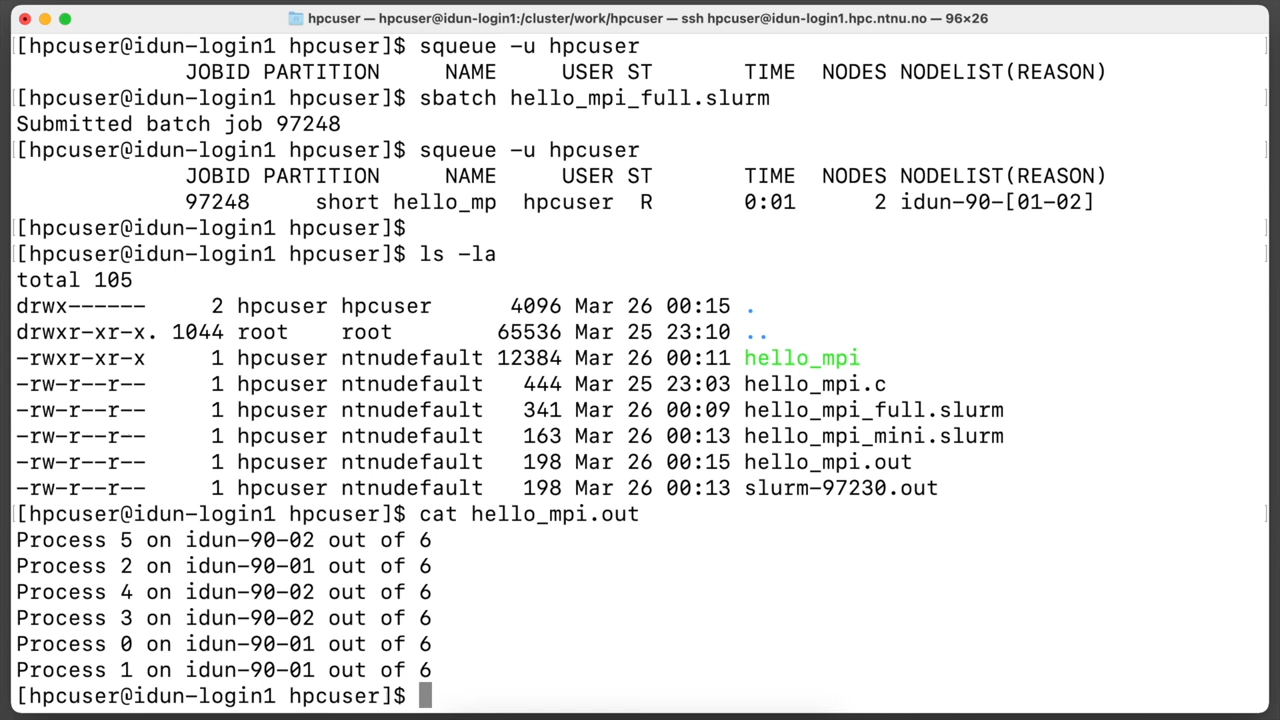 hpcuser — hpcuser@idun-login1:/cluster/work/hpcuser — ssh hpcuser@idun-login1.hpc.ntnu.no — 96×26
[hpcuser@idun-login1 hpcuser]$ squeue -u hpcuser
             JOBID PARTITION     NAME     USER ST       TIME  NODES NODELIST(REASON)
[hpcuser@idun-login1 hpcuser]$ sbatch hello_mpi_full.slurm
Submitted batch job 97248
[hpcuser@idun-login1 hpcuser]$ squeue -u hpcuser
             JOBID PARTITION     NAME     USER ST       TIME  NODES NODELIST(REASON)
             97248     short hello_mp  hpcuser  R       0:01      2 idun-90-[01-02]
[hpcuser@idun-login1 hpcuser]$
[hpcuser@idun-login1 hpcuser]$ ls -la
total 105
drwx------     2 hpcuser hpcuser      4096 Mar 26 00:15 .
drwxr-xr-x. 1044 root    root        65536 Mar 25 23:10 ..
-rwxr-xr-x     1 hpcuser ntnudefault 12384 Mar 26 00:11 hello_mpi
-rw-r--r--     1 hpcuser ntnudefault   444 Mar 25 23:03 hello_mpi.c
-rw-r--r--     1 hpcuser ntnudefault   341 Mar 26 00:09 hello_mpi_full.slurm
-rw-r--r--     1 hpcuser ntnudefault   163 Mar 26 00:13 hello_mpi_mini.slurm
-rw-r--r--     1 hpcuser ntnudefault   198 Mar 26 00:15 hello_mpi.out
-rw-r--r--     1 hpcuser ntnudefault   198 Mar 26 00:13 slurm-97230.out
[hpcuser@idun-login1 hpcuser]$ cat hello_mpi.out
Process 5 on idun-90-02 out of 6
Process 2 on idun-90-01 out of 6
Process 4 on idun-90-02 out of 6
Process 3 on idun-90-02 out of 6
Process 0 on idun-90-01 out of 6
Process 1 on idun-90-01 out of 6
[hpcuser@idun-login1 hpcuser]$